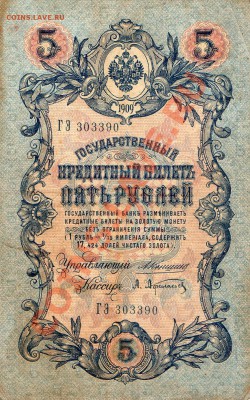 COINS.LAVE.RU
5 5
1909
ГОСУДАРСТВЕННЫЙ
КРЕДИТНЫЙ БИЛЕТЪ
ПЯТЬ РУБЛЕЙ
ГОСУДАРСТВЕННЫЙ БАНКЪ РАЗМѢНИВАЕТЪ
КРЕДИТНЫЕ БИЛЕТЫ НА ЗОЛОТУЮ МОНЕТУ
БЕЗЪ ОГРАНИЧЕНІЯ СУММЫ
(1 РУБЛЬ = 1/15 ИМПЕРІАЛА, СОДЕРЖИТЪ
17,424 ДОЛЕЙ ЧИСТАГО ЗОЛОТА).
Управляющій
Кассиръ
ГЭ 303390
ГЭ 303390
5